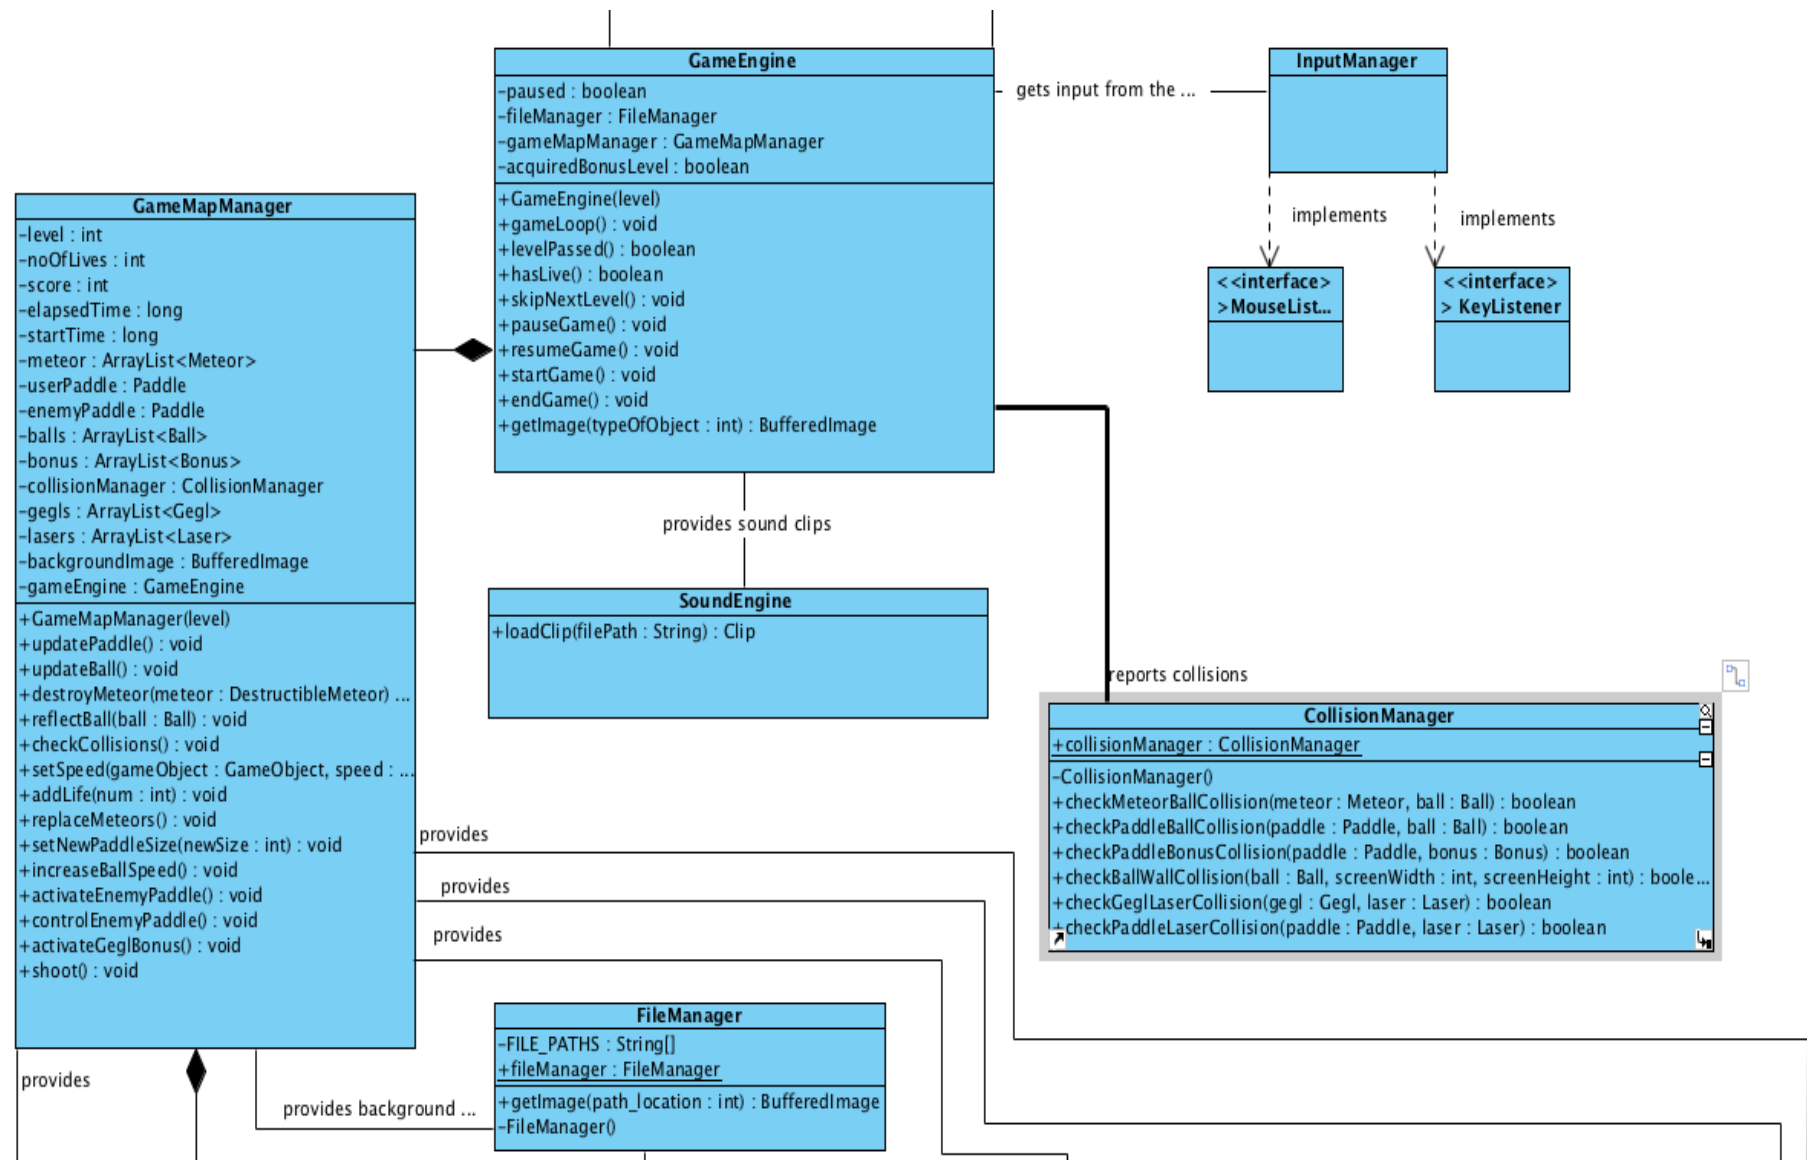 GameEngine
-paused : boolean
-fileManager : FileManager
-gameMapManager : GameMapManager
-acquiredBonusLevel : boolean
+GameEngine(level)
+gameLoop() : void
+levelPassed() : boolean
+hasLive() : boolean
+skipNextLevel() : void
+pauseGame() : void
+resumeGame() : void
+startGame() : void
+endGame() : void
+getImage(typeOfObject : int) : BufferedImage
gets input from the ...
InputManager
implements
implements
<<interface>
>MouseList...
<<interface>
> KeyListener
GameMapManager
-level : int
-noOfLives : int
-score : int
-elapsedTime : long
-startTime : long
-meteor : ArrayList<Meteor>
-userPaddle : Paddle
-enemyPaddle : Paddle
-balls : ArrayList<Ball>
-bonus : ArrayList<Bonus>
-collisionManager : CollisionManager
-gegls : ArrayList<Gegl>
-lasers : ArrayList<Laser>
-backgroundImage : BufferedImage
-gameEngine : GameEngine
+GameMapManager(level)
+updatePaddle() : void
+updateBall() : void
+destroyMeteor(meteor : DestructibleMeteor) ...
+reflectBall(ball : Ball) : void
+checkCollisions() : void
+setSpeed(gameObject : GameObject, speed : ...
+addLife(num : int) : void
+replaceMeteors() : void
+setNewPaddleSize(newSize : int) : void
+increaseBallSpeed() : void
+activateEnemyPaddle() : void
+controlEnemyPaddle() : void
+activateGeglBonus() : void
+shoot() : void
provides sound clips
SoundEngine
+loadClip(filePath : String) : Clip
reports collisions
CollisionManager
+collisionManager : CollisionManager
-CollisionManager()
+checkMeteorBallCollision(meteor : Meteor, ball : Ball) : boolean
+checkPaddleBallCollision(paddle : Paddle, ball : Ball) : boolean
+checkPaddleBonusCollision(paddle : Paddle, bonus : Bonus) : boolean
+checkBallWallCollision(ball : Ball, screenWidth : int, screenHeight : int) : boole...
+checkGeglLaserCollision(gegl : Gegl, laser : Laser) : boolean
+checkPaddleLaserCollision(paddle : Paddle, laser : Laser) : boolean
provides
provides
provides
FileManager
-FILE_PATHS : String[]
+fileManager : FileManager
+getImage(path_location : int) : BufferedImage
-FileManager()
provides
provides background ...